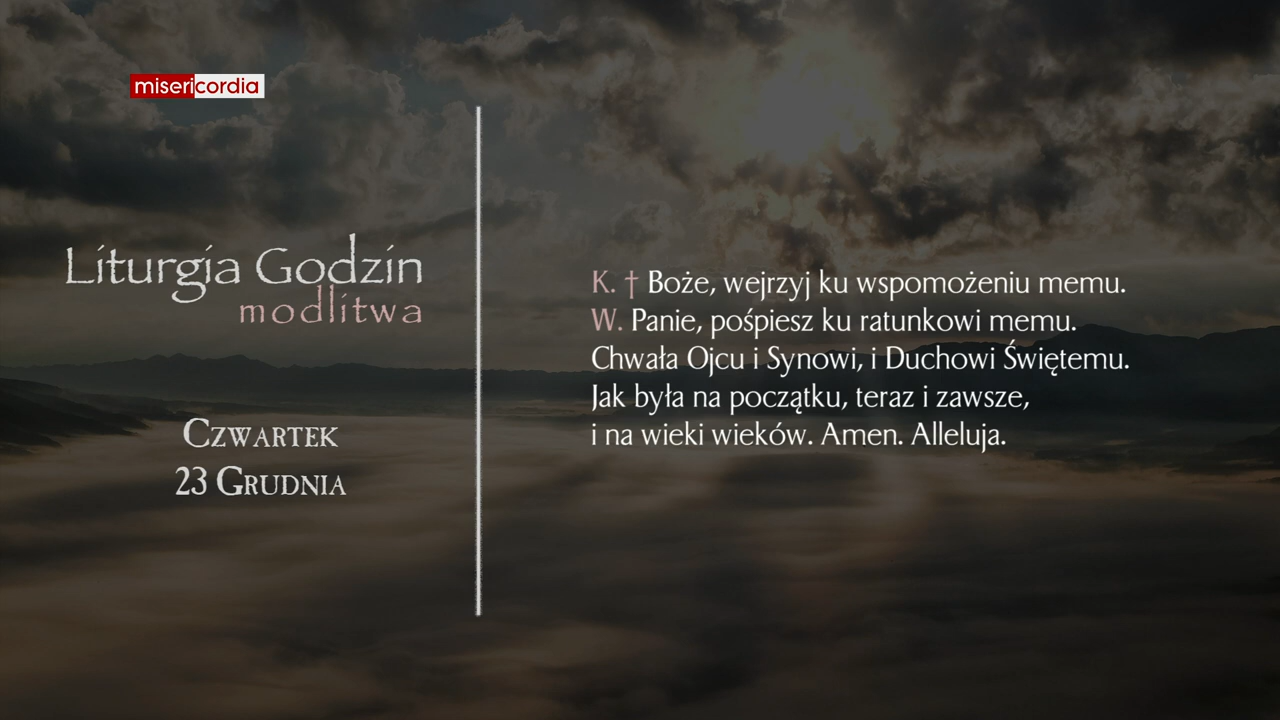 misericordia
Liturgia Godzin
modlitwa
Czwartek
23 Grudnia
K. † Boże, wejrzyj ku wspomożeniu memu.
W. Panie, pośpiesz ku ratunkowi memu.
Chwała Ojcu i Synowi, i Duchowi Świętemu.
Jak była na początku, teraz i zawsze,
i na wieki wieków. Amen. Alleluja.